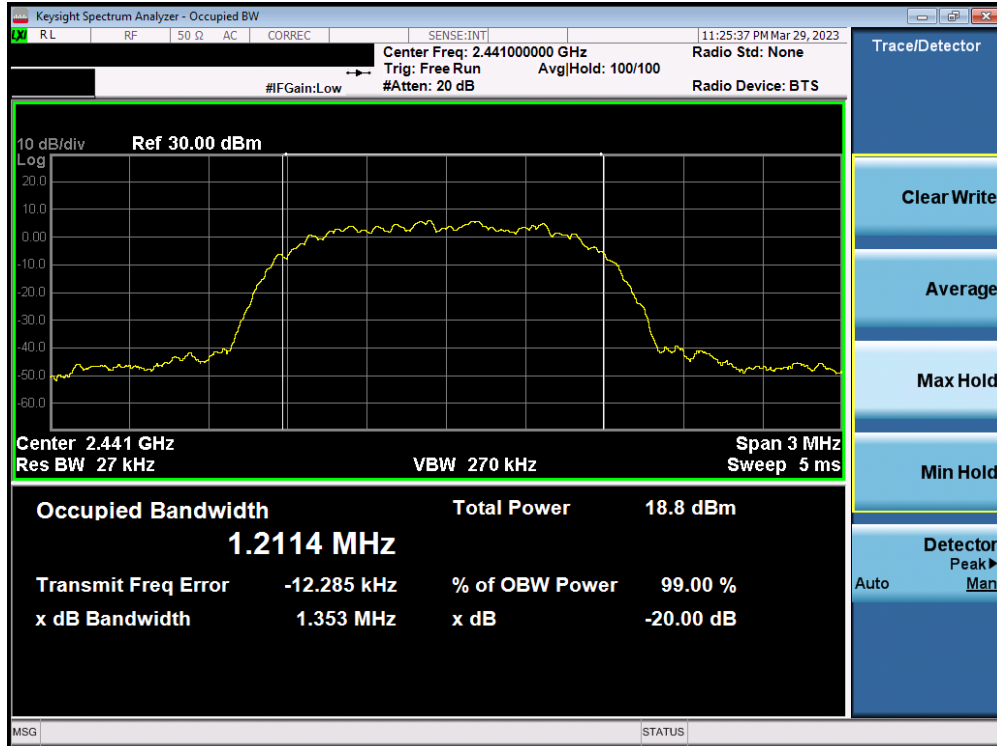 Keysight Spectrum Analyzer - Occupied BW
LXI RL RF 50 Ω AC CORREC SENSE:INT 11:25:37 PM Mar 29, 2023
Center Freq: 2.441000000 GHz Radio Std: None
Trig: Free Run Avg|Hold: 100/100
#IFGain:Low #Atten: 20 dB Radio Device: BTS
Trace/Detector
10 dB/div Ref 30.00 dBm
Log
20.0
10.0
0.00
-10.0
-20.0
-30.0
-40.0
-50.0
-60.0
Center 2.441 GHz Span 3 MHz
Res BW 27 kHz VBW 270 kHz Sweep 5 ms
Occupied Bandwidth Total Power 18.8 dBm
1.2114 MHz
Transmit Freq Error -12.285 kHz % of OBW Power 99.00 %
x dB Bandwidth 1.353 MHz x dB -20.00 dB
Clear Write
Average
Max Hold
Min Hold
Detector
Peak▶
Auto Man
MSG STATUS